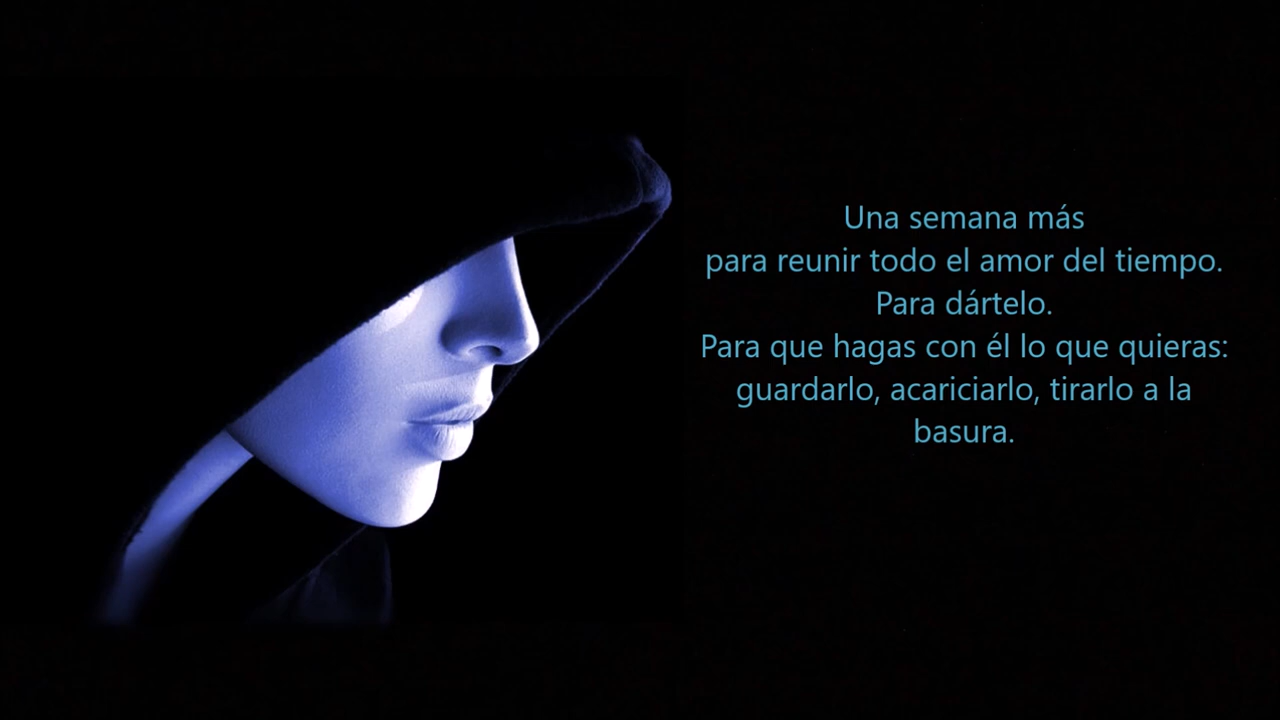 Una semana más
para reunir todo el amor del tiempo.
Para dártelo.
Para que hagas con él lo que quieras:
guardarlo, acariciarlo, tirarlo a la
basura.